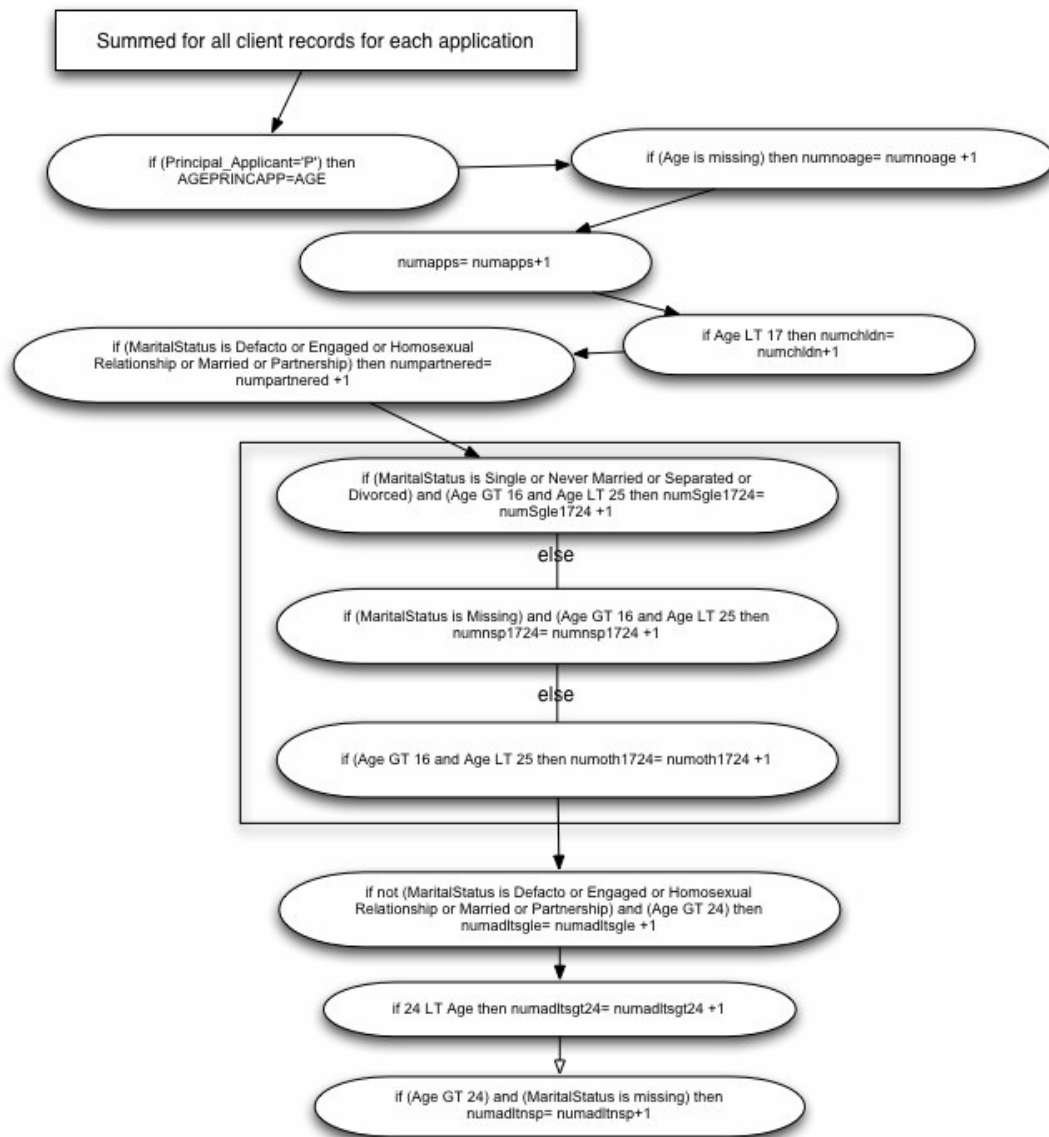 Summed for all client records for each application
if (Principal_Applicant='P') then
AGEPRINCAPP=AGE
if (Age is missing) then numnoage= numnoage +1
numapps= numapps+1
if Age LT 17 then numchldn=
numchldn+1
if (MaritalStatus is Defacto or Engaged or Homosexual
Relationship or Married or Partnership) then numpartnered=
numpartnered +1
if (MaritalStatus is Single or Never Married or Separated or
Divorced) and (Age GT 16 and Age LT 25 then numSgle1724=
numSgle1724 +1
else
if (MaritalStatus is Missing) and (Age GT 16 and Age LT 25 then
numnsp1724= numnsp1724 +1
else
if (Age GT 16 and Age LT 25 then numoth1724= numoth1724 +1
if not (MaritalStatus is Defacto or Engaged or Homosexual
Relationship or Married or Partnership) and (Age GT 24) then
numadltsgle= numadltsgle +1
if 24 LT Age then numadltsgt24= numadltsgt24 +1
if (Age GT 24) and (MaritalStatus is missing) then
numadltnsp= numadltnsp+1